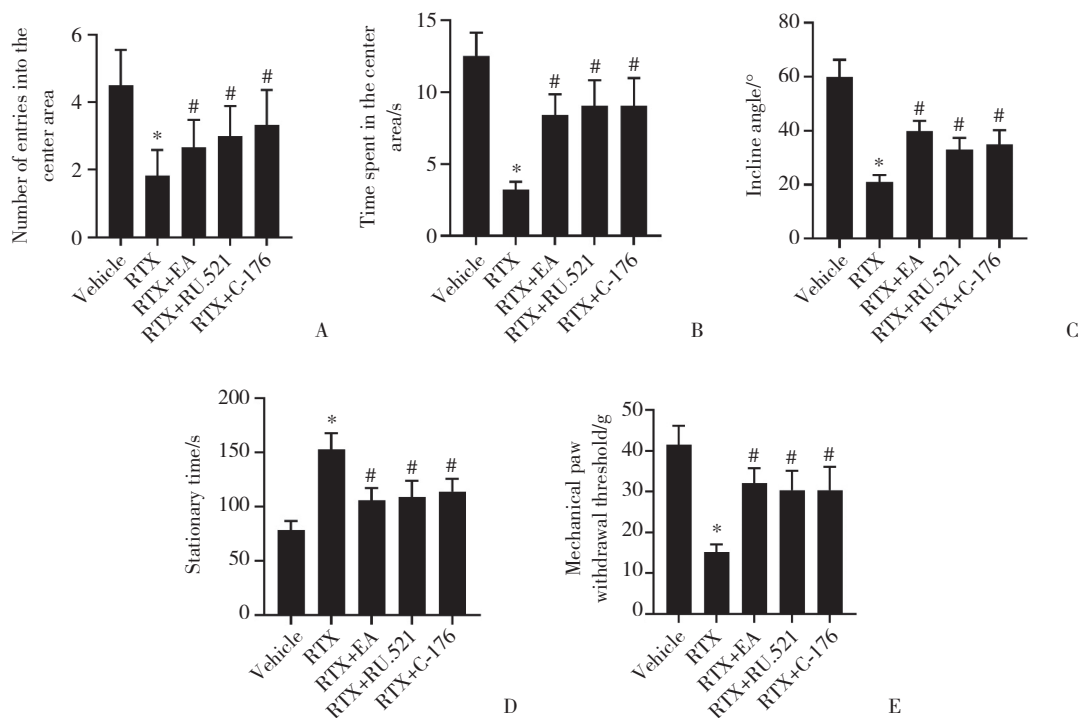 Number of entries into the
center area
6
4
2
0
*
#
#
#
Vehicle
RTX
RTX+EA
RTX+RU.521
RTX+C-176
A
Time spent in the center
area/s
15
10
5
0
*
#
#
#
Vehicle
RTX
RTX+EA
RTX+RU.521
RTX+C-176
B
Incline angle/°
80
60
40
20
0
*
#
#
#
Vehicle
RTX
RTX+EA
RTX+RU.521
RTX+C-176
C
Stationary time/s
200
150
100
50
0
*
#
#
#
Vehicle
RTX
RTX+EA
RTX+RU.521
RTX+C-176
D
Mechanical paw
withdrawal threshold/g
50
40
30
20
10
0
*
#
#
#
Vehicle
RTX
RTX+EA
RTX+RU.521
RTX+C-176
E